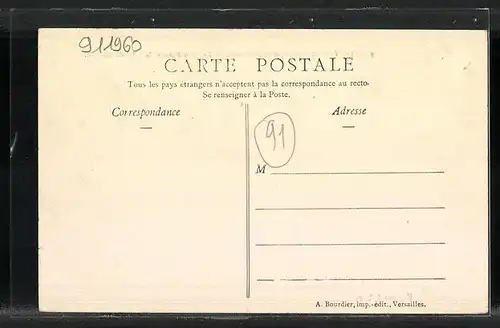 911960
CARTE POSTALE
Tous les pays étrangers n'acceptent pas la correspondance au recto.
Se renseigner à la Poste.
Correspondance
Adresse
91
M
A. Bourdier, imp.-édit., Versailles.